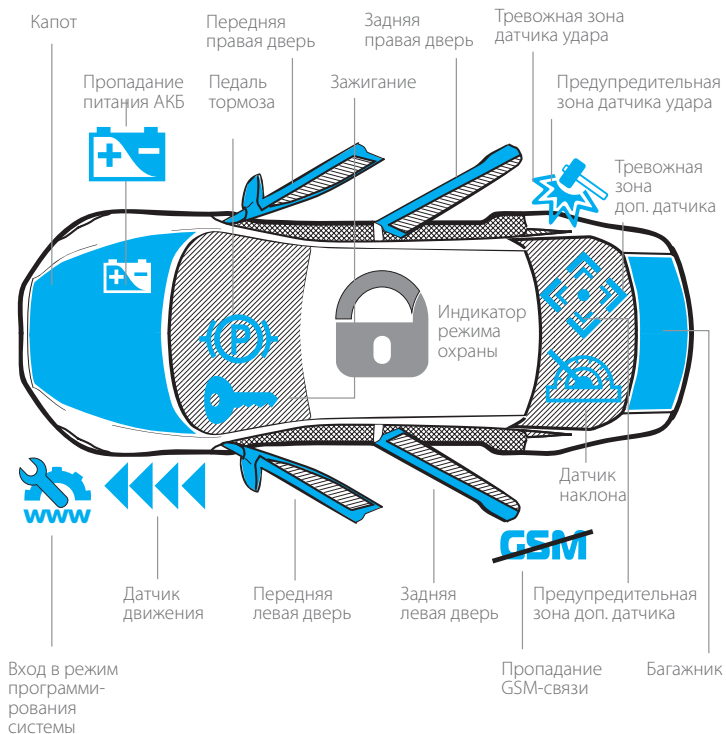 Капот
Передняя
правая дверь
Задняя
правая дверь
Тревожная зона
датчика удара
Пропадание
питания АКБ
Педаль
тормоза
Зажигание
Предупредительная
зона датчика удара
Тревожная
зона
доп. датчика
P
Индикатор
режима
охраны
Датчик
наклона
www
GSM
Датчик
движения
Передняя
левая дверь
Задняя
левая дверь
Предупредительная
зона доп. датчика
Вход в режим
программи-
рования
системы
Пропадание
GSM-связи
Багажник